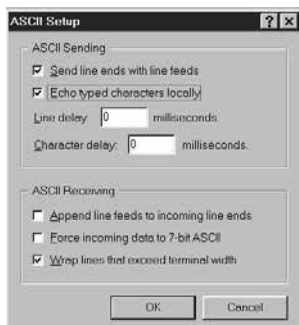 ASCII Setup
ASCII Sending
Send line ends with line feeds
Echo typed characters locally
Line delay: 0 milliseconds.
Character delay: 0 milliseconds.
ASCII Receiving
Append line feeds to incoming line ends
Force incoming data to 7-bit ASCII
Wrap lines that exceed terminal width
OK Cancel